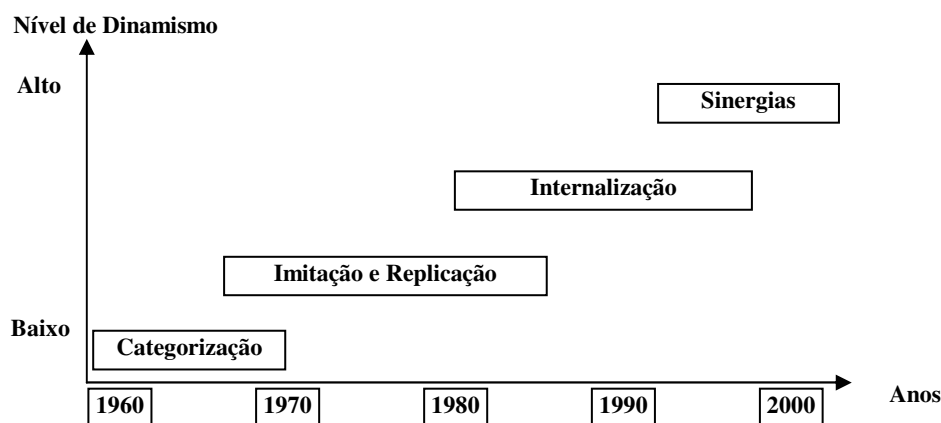 Nível de Dinamismo
Alto
Sinergias
Internalização
Imitação e Replicação
Baixo
Categorização
1960 1970 1980 1990 2000 Anos